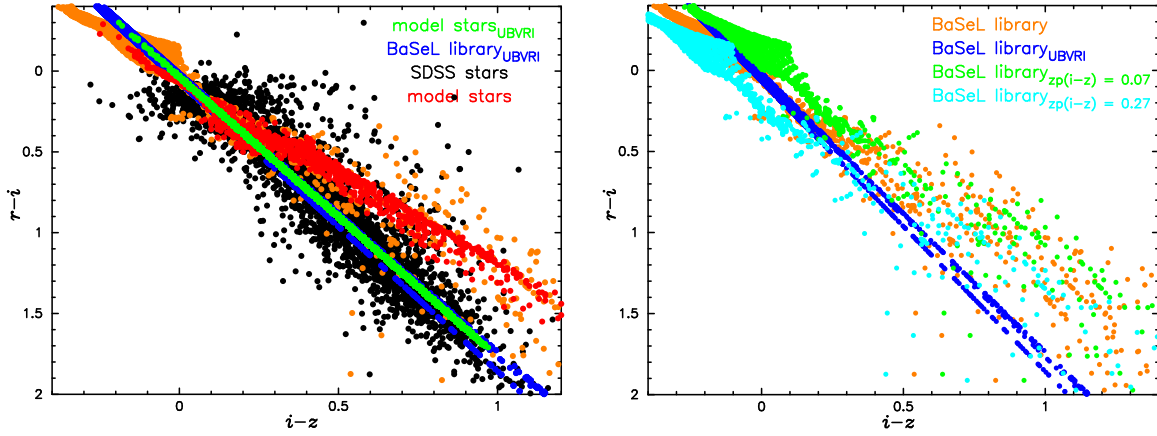 model stars_UBVRI
BaSeL library_UBVRI
SDSS stars
model stars
0
0.5
1
1.5
2
r−i
0
0.5
1
i−z
BaSeL library
BaSeL library_UBVRI
BaSeL library_zp(i−z) = 0.07
BaSeL library_zp(i−z) = 0.27
0
0.5
1
1.5
2
r−i
0
0.5
1
i−z